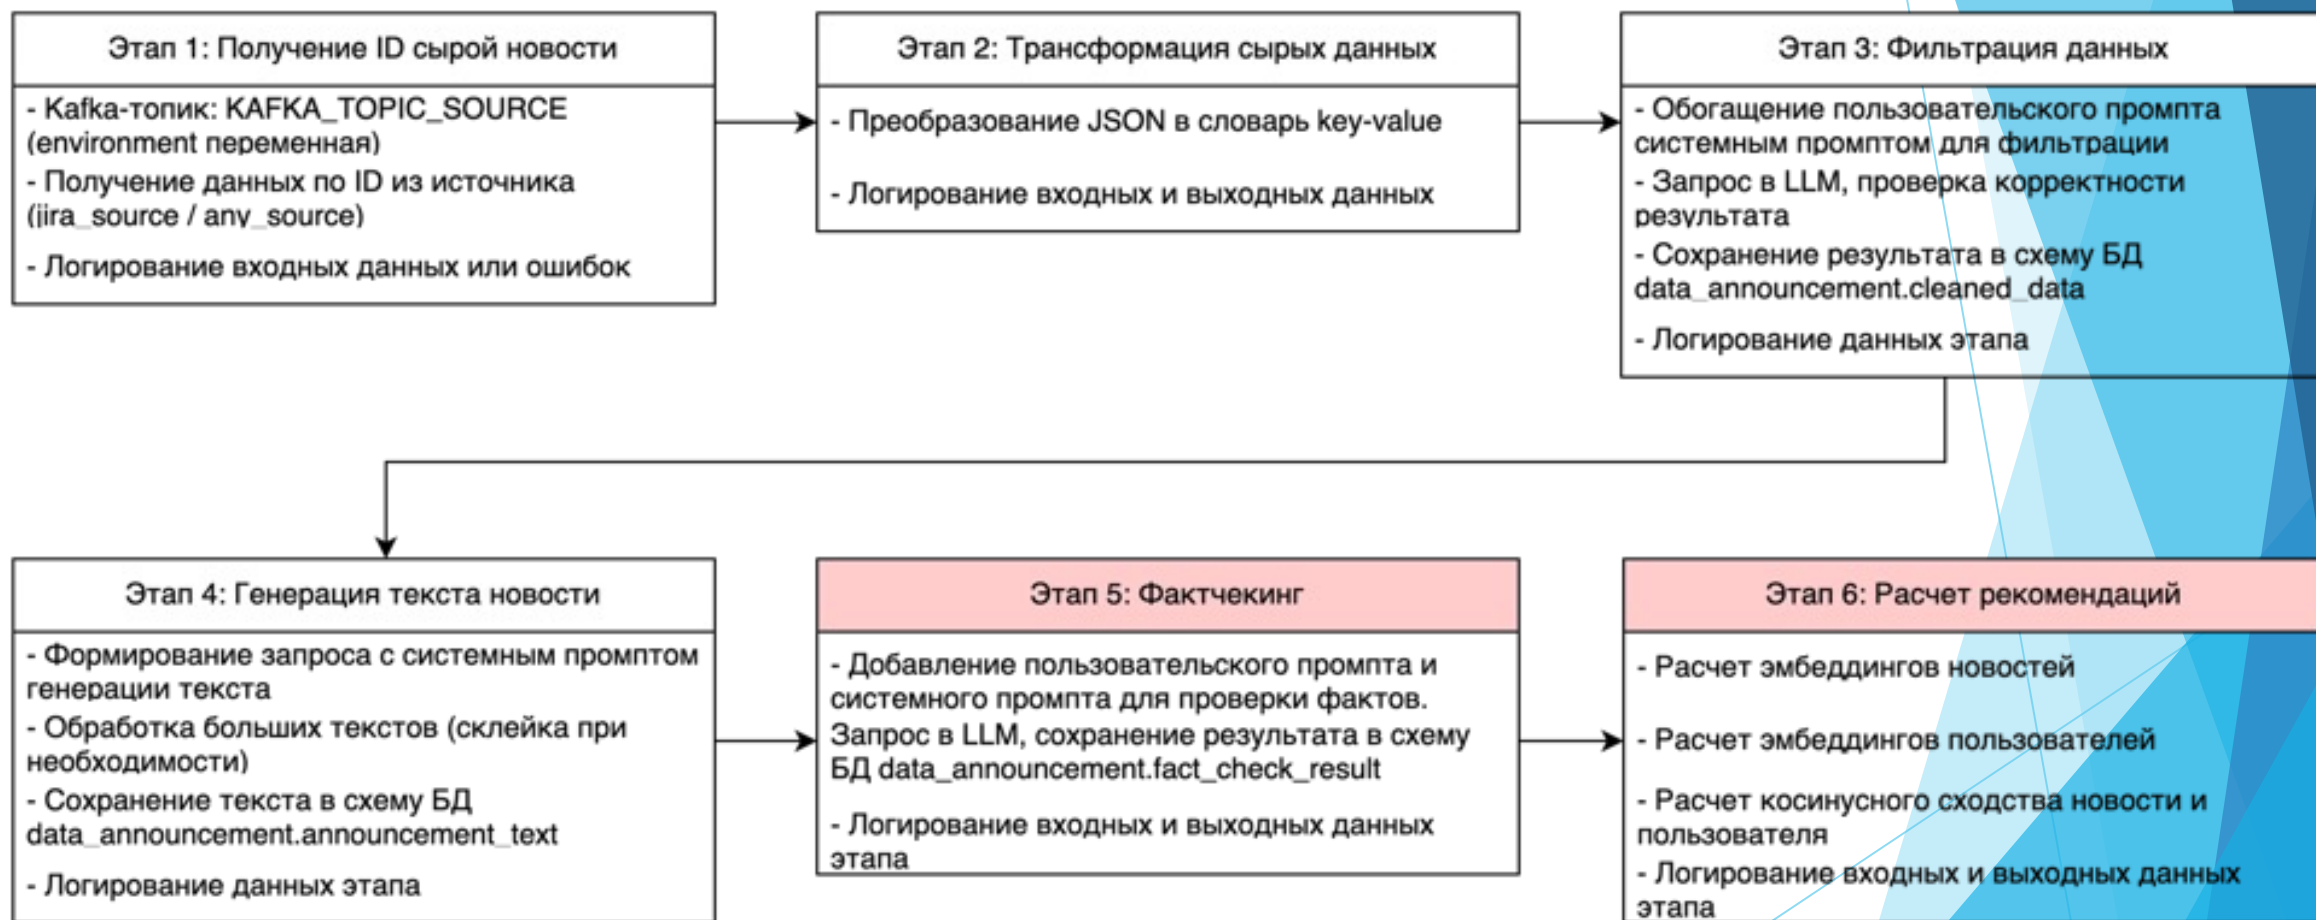 Этап 1: Получение ID сырой новости
- Kafka-топик: KAFKA_TOPIC_SOURCE
(environment переменная)
- Получение данных по ID из источника
(jira_source / any_source)
- Логирование входных данных или ошибок
Этап 2: Трансформация сырых данных
- Преобразование JSON в словарь key-value
- Логирование входных и выходных данных
Этап 3: Фильтрация данных
- Обогащение пользовательского промпта
системным промптом для фильтрации
- Запрос в LLM, проверка корректности
результата
- Сохранение результата в схему БД
data_announcement.cleaned_data
- Логирование данных этапа
Этап 4: Генерация текста новости
- Формирование запроса с системным промптом
генерации текста
- Обработка больших текстов (склейка при
необходимости)
- Сохранение текста в схему БД
data_announcement.announcement_text
- Логирование данных этапа
Этап 5: Фактчекинг
- Добавление пользовательского промпта и
системного промпта для проверки фактов.
Запрос в LLM, сохранение результата в схему
БД data_announcement.fact_check_result
- Логирование входных и выходных данных
этапа
Этап 6: Расчет рекомендаций
- Расчет эмбеддингов новостей
- Расчет эмбеддингов пользователей
- Расчет косинусного сходства новости и
пользователя
- Логирование входных и выходных данных
этапа